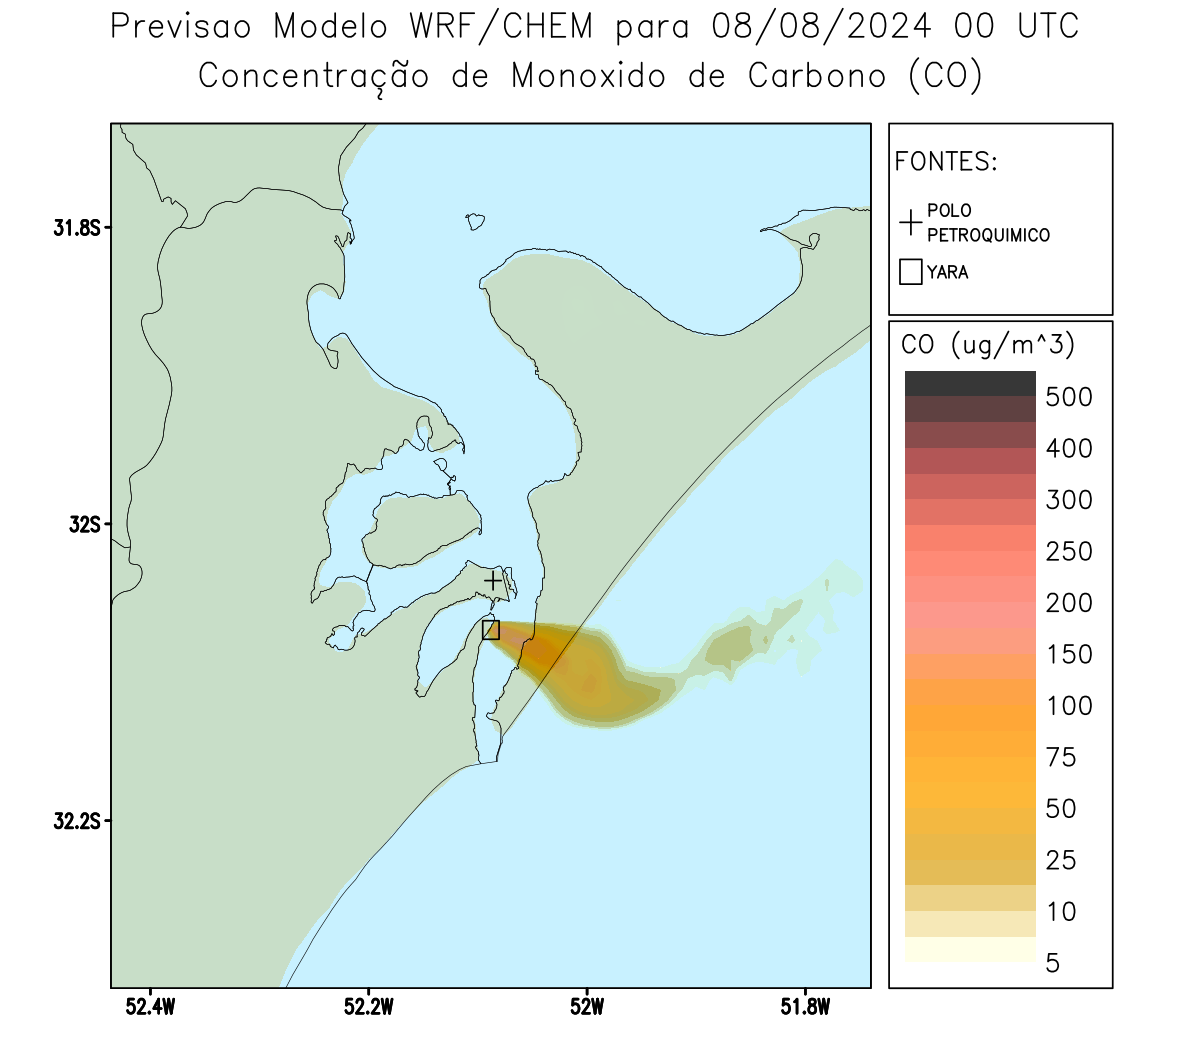 Previsao Modelo WRF/CHEM para 08/08/2024 00 UTC
Concentração de Monoxido de Carbono (CO)
FONTES:
POLO
PETROQUIMICO
YARA
CO (ug/m^3)
500
400
300
250
200
150
100
75
50
25
10
5
31.8S
32S
32.2S
52.4W
52.2W
52W
51.8W